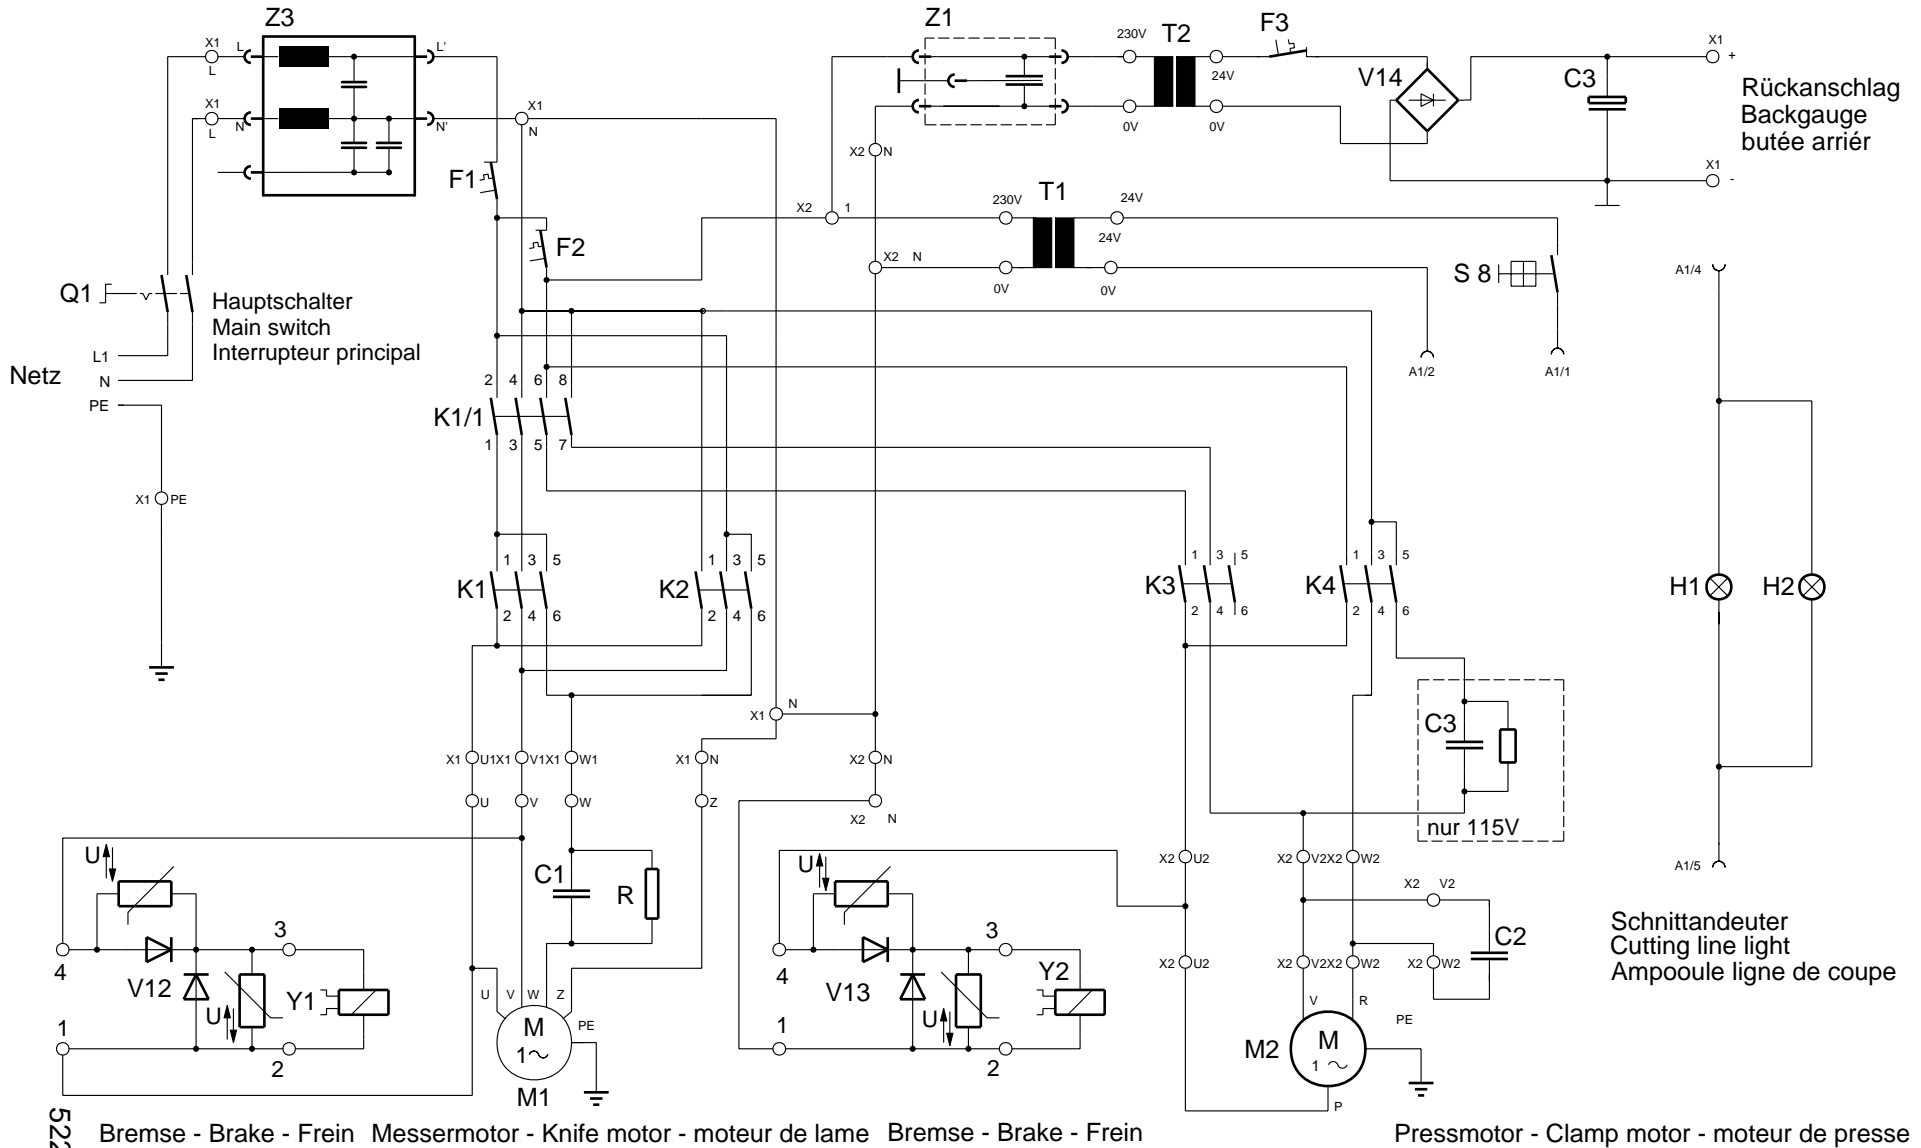 Z3
Z1
T2
F3
X1
L
L
L'
X1
L
N
N'
X1
N
230V
24V
0V
0V
V14
C3
X1
+
X1
-
Rückanschlag
Backgauge
butée arriér
F1
F2
X2
N
X2
1
230V
T1
24V
24V
X2
N
0V
0V
S 8
A1/4
A1/2
A1/1
Q1
Hauptschalter
Main switch
Interrupteur principal
Netz
L1
N
PE
X1
PE
2
4
6
8
K1/1
1
3
5
7
1
3
5
K1
2
4
6
1
3
5
K2
2
4
6
1
3
5
K3
2
4
6
1
3
5
K4
2
4
6
H1
H2
X1
N
X1
U1
X1
V1
X1
W1
X1
N
X2
N
U
V
W
Z
X2
N
C3
nur 115V
X2
U2
X2
V2
X2
W2
X2
V2
A1/5
U
C1
R
U
4
3
V12
U
Y1
1
2
U
V
W
Z
PE
M
1~
M1
4
3
V13
U
Y2
1
2
X2
U2
X2
V2
X2
W2
X2
W2
C2
V
R
PE
M2
M
1~
P
Schnittandeuter
Cutting line light
Ampooule ligne de coupe
522
Bremse - Brake - Frein
Messermotor - Knife motor - moteur de lame
Bremse - Brake - Frein
Pressmotor - Clamp motor - moteur de presse